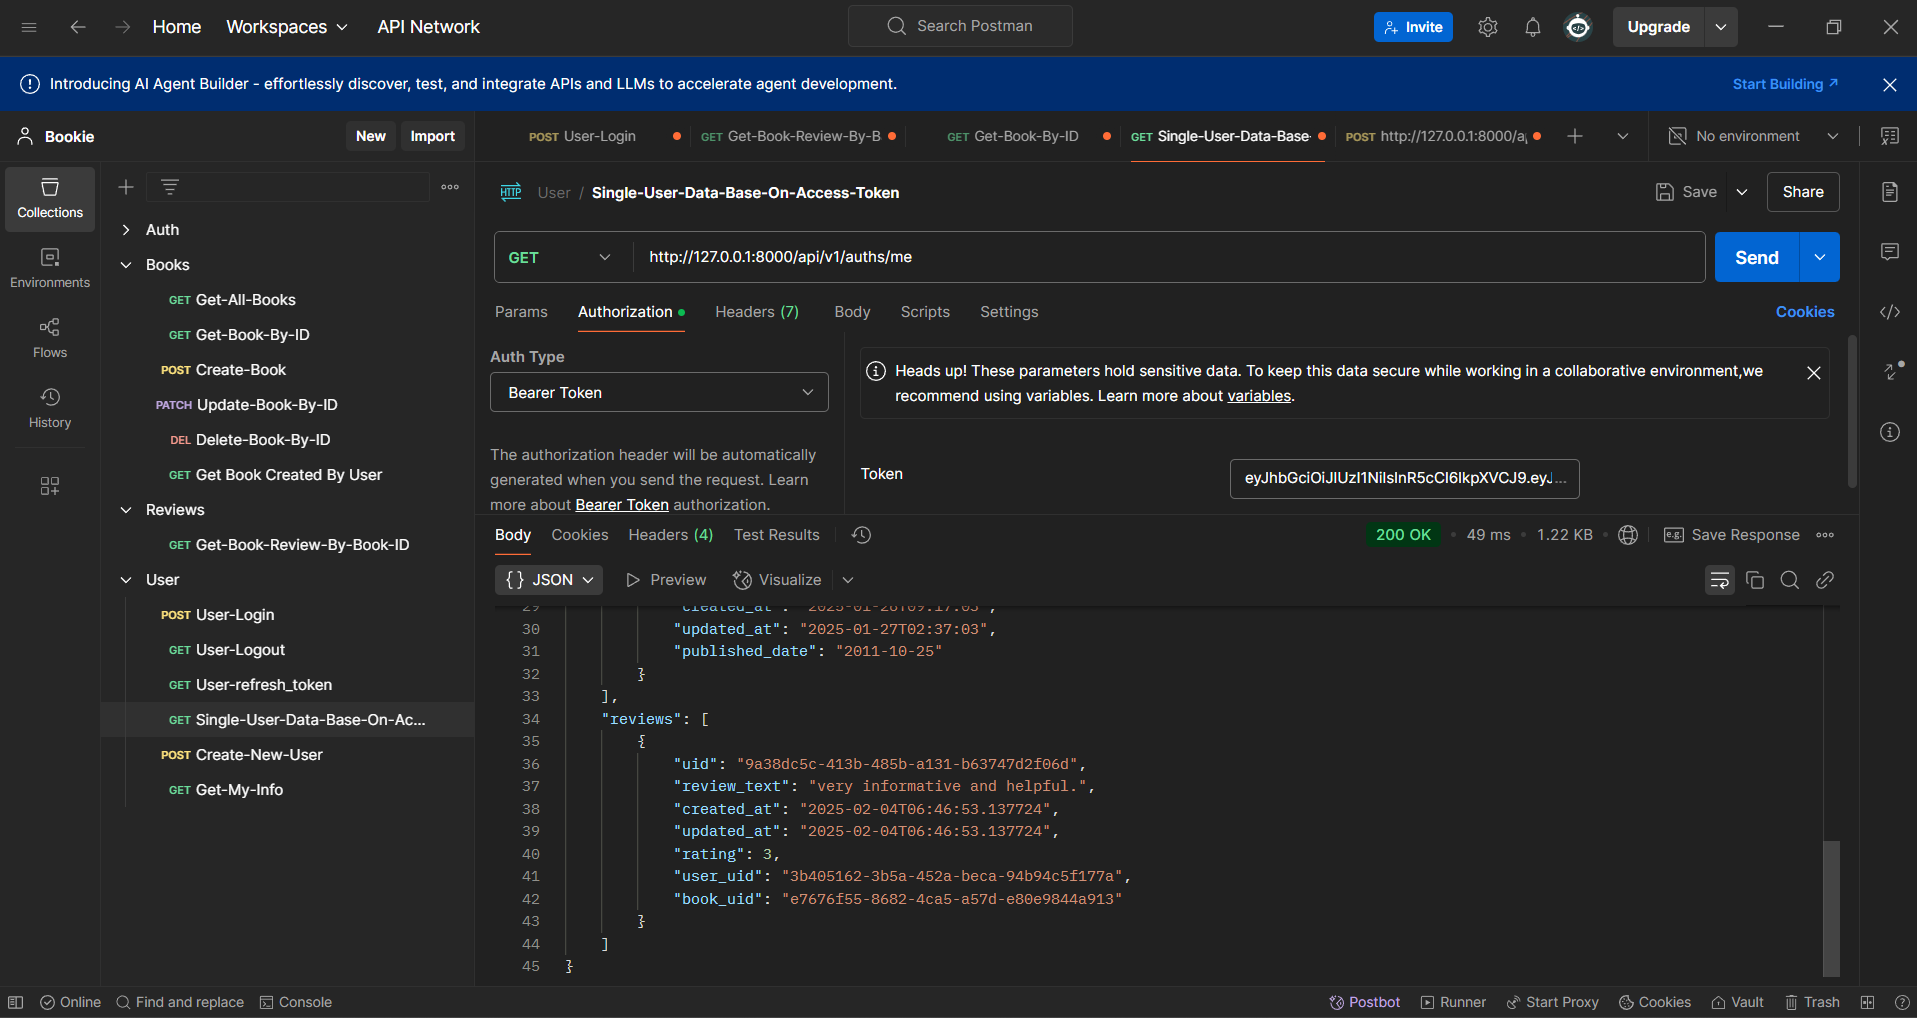 Home Workspaces API Network Search Postman Invite Upgrade
Introducing AI Agent Builder - effortlessly discover, test, and integrate APIs and LLMs to accelerate agent development. Start Building ↗
Bookie New Import
POST User-Login GET Get-Book-Review-By-B GET Get-Book-By-ID GET Single-User-Data-Base- POST http://127.0.0.1:8000/a No environment
Collections
Environments
Flows
History
Auth
Books
GET Get-All-Books
GET Get-Book-By-ID
POST Create-Book
PATCH Update-Book-By-ID
DEL Delete-Book-By-ID
GET Get Book Created By User
Reviews
GET Get-Book-Review-By-Book-ID
User
POST User-Login
GET User-Logout
GET User-refresh_token
GET Single-User-Data-Base-On-Ac...
POST Create-New-User
GET Get-My-Info
HTTP User / Single-User-Data-Base-On-Access-Token Save Share
GET http://127.0.0.1:8000/api/v1/auths/me Send
Params Authorization Headers (7) Body Scripts Settings Cookies
Auth Type
Bearer Token
The authorization header will be automatically
generated when you send the request. Learn
more about Bearer Token authorization.
Heads up! These parameters hold sensitive data. To keep this data secure while working in a collaborative environment,we
recommend using variables. Learn more about variables.
Token eyJhbGciOiJIUzI1NiIsInR5cCI6IkpXVCJ9.eyJ...
Body Cookies Headers (4) Test Results 200 OK • 49 ms • 1.22 KB • e.g. Save Response
{} JSON Preview Visualize
29 "created_at": "2025-01-26T09:17:03",
30 "updated_at": "2025-01-27T02:37:03",
31 "published_date": "2011-10-25"
32 }
33 ],
34 "reviews": [
35 {
36 "uid": "9a38dc5c-413b-485b-a131-b63747d2f06d",
37 "review_text": "very informative and helpful.",
38 "created_at": "2025-02-04T06:46:53.137724",
39 "updated_at": "2025-02-04T06:46:53.137724",
40 "rating": 3,
41 "user_uid": "3b405162-3b5a-452a-beca-94b94c5f177a",
42 "book_uid": "e7676f55-8682-4ca5-a57d-e80e9844a913"
43 }
44 ]
45 }
Online Find and replace Console Postbot Runner Start Proxy Cookies Vault Trash